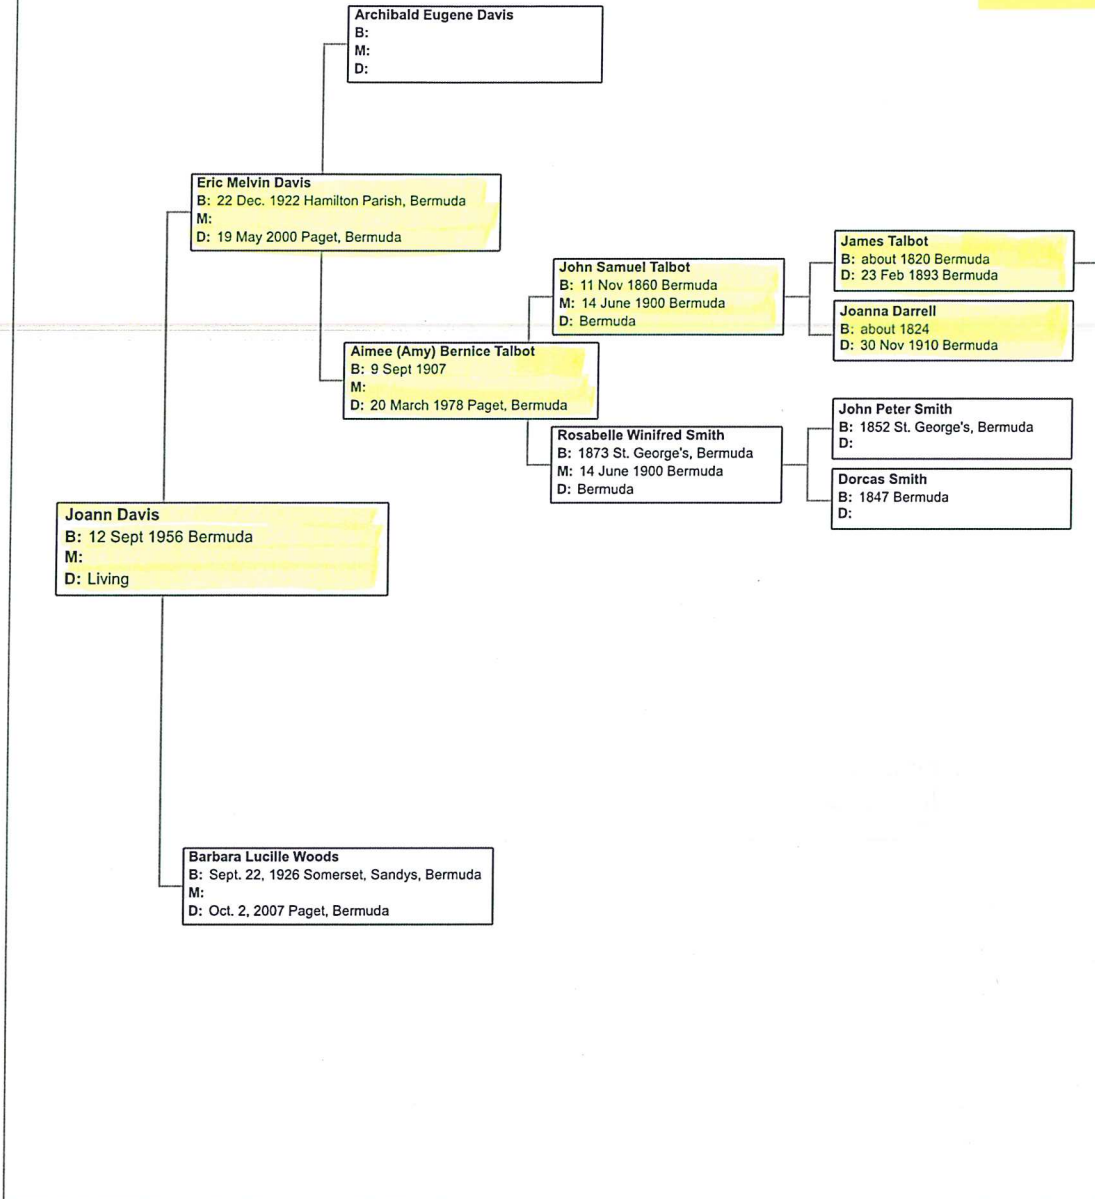 Archibald Eugene Davis
B:
M:
D:
Eric Melvin Davis
B: 22 Dec. 1922 Hamilton Parish, Bermuda
M:
D: 19 May 2000 Paget, Bermuda
James Talbot
B: about 1820 Bermuda
D: 23 Feb 1893 Bermuda
John Samuel Talbot
B: 11 Nov 1860 Bermuda
M: 14 June 1900 Bermuda
D: Bermuda
Joanna Darrell
B: about 1824
D: 30 Nov 1910 Bermuda
Aimee (Amy) Bernice Talbot
B: 9 Sept 1907
M:
D: 20 March 1978 Paget, Bermuda
John Peter Smith
B: 1852 St. George's, Bermuda
D:
Rosabelle Winifred Smith
B: 1873 St. George's, Bermuda
M: 14 June 1900 Bermuda
D: Bermuda
Dorcas Smith
B: 1847 Bermuda
D:
Joann Davis
B: 12 Sept 1956 Bermuda
M:
D: Living
Barbara Lucille Woods
B: Sept. 22, 1926 Somerset, Sandys, Bermuda
M:
D: Oct. 2, 2007 Paget, Bermuda